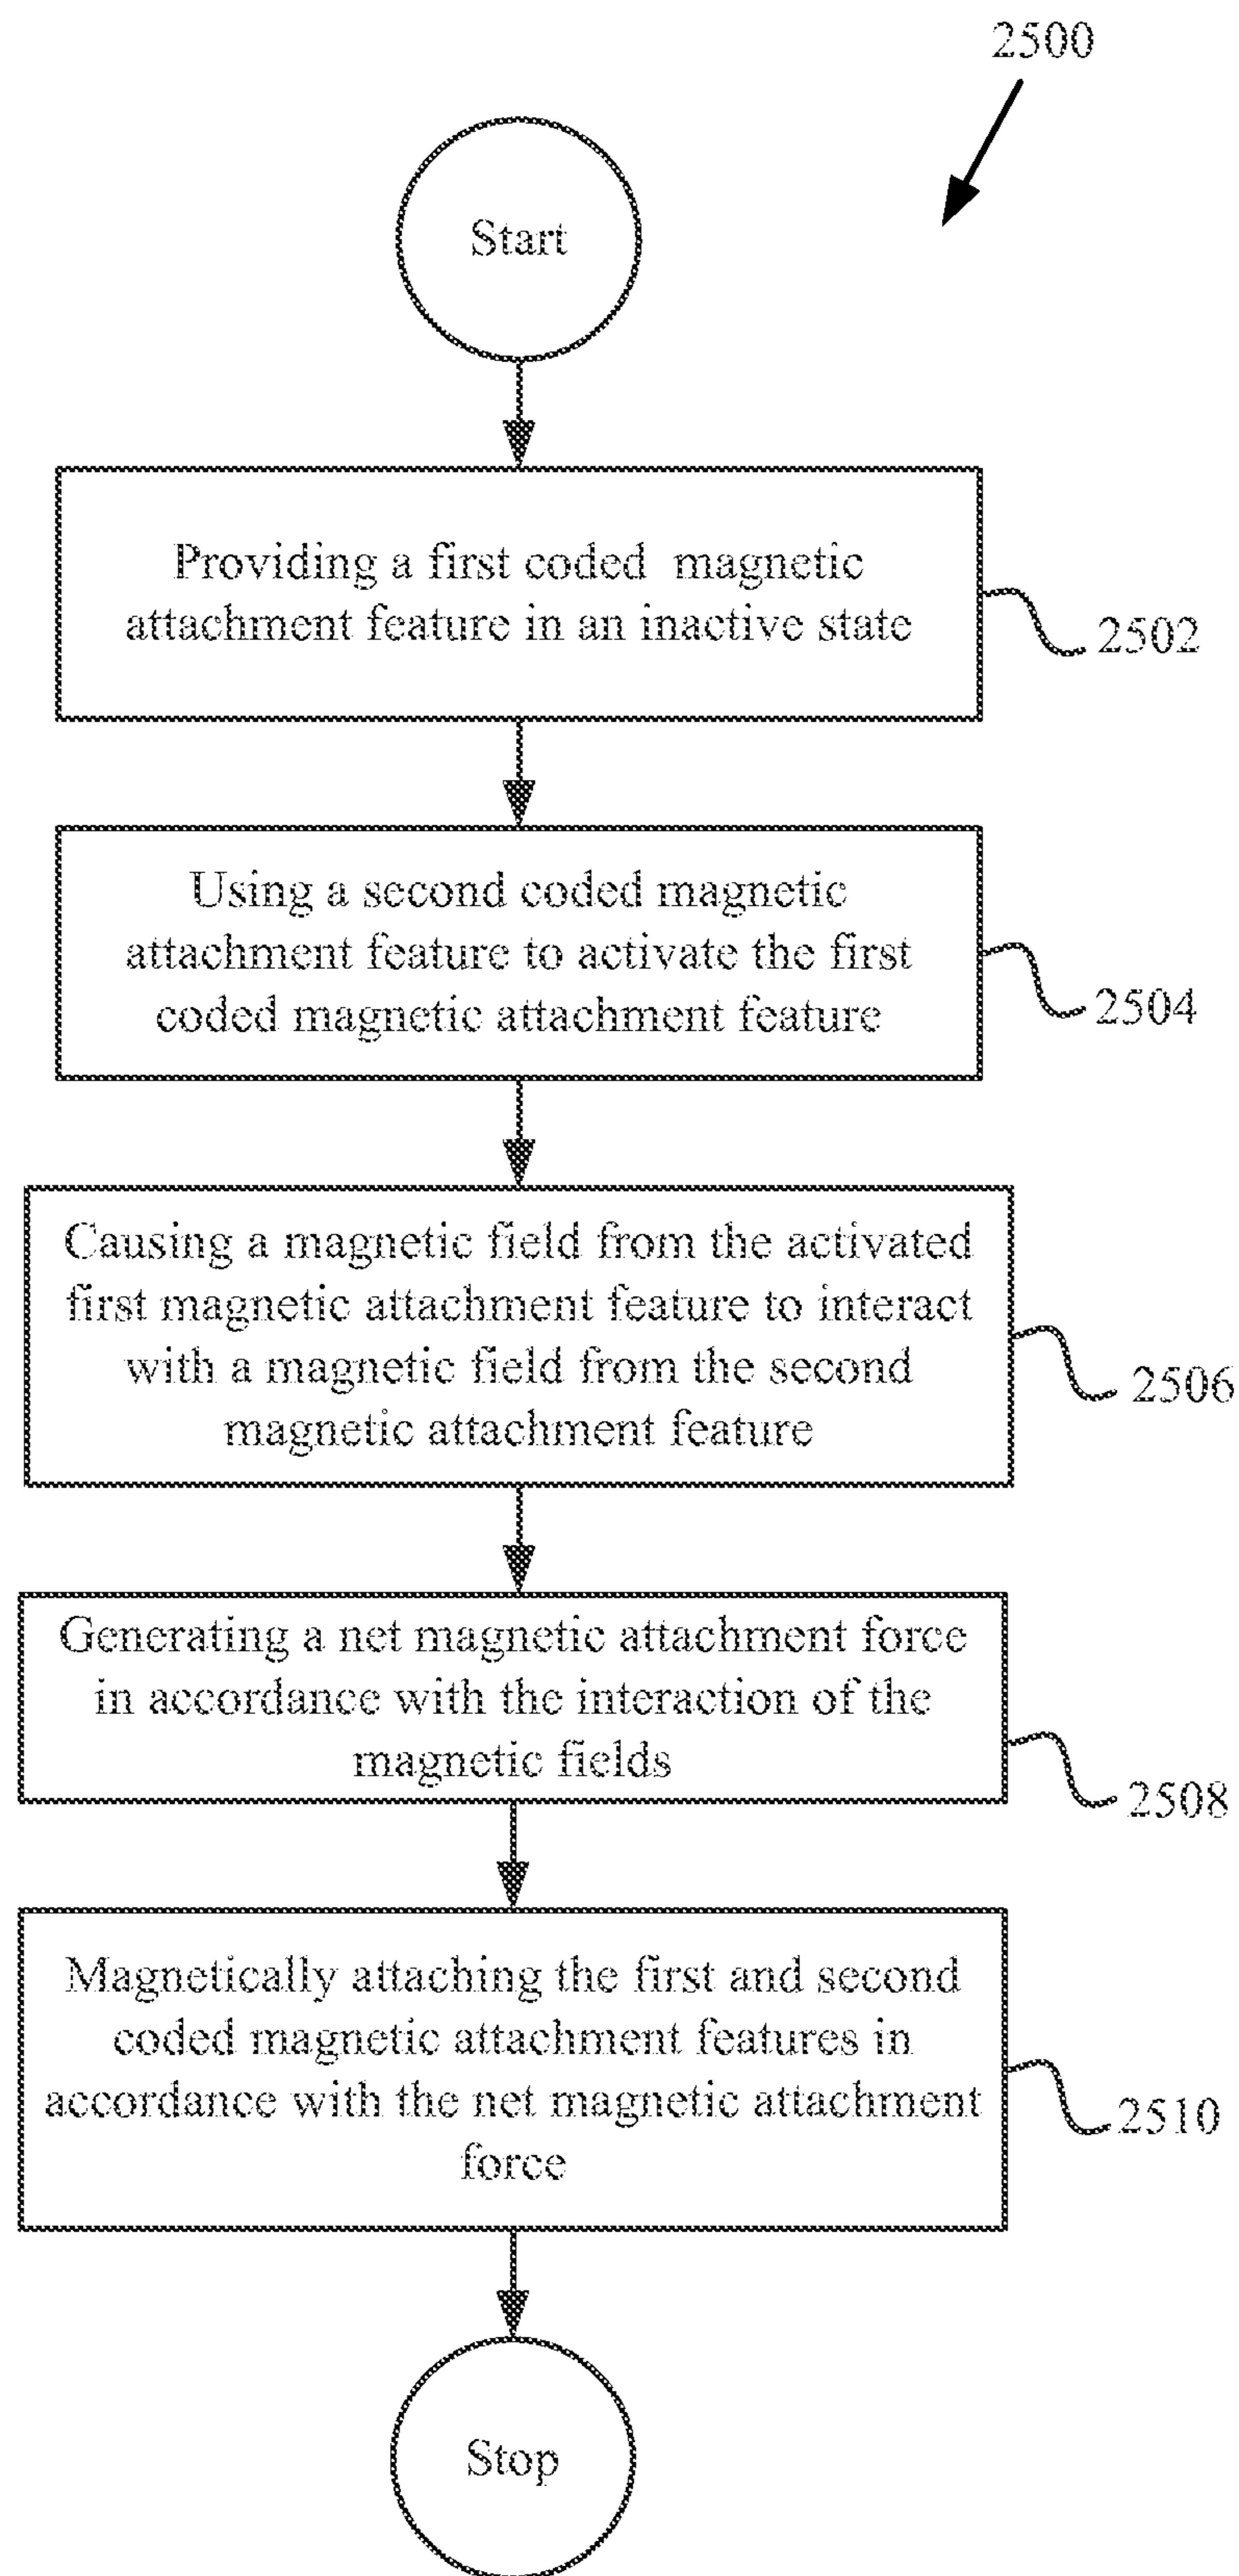 2500
Start
Providing a first coded magnetic
attachment feature in an inactive state
2502
Using a second coded magnetic
attachment feature to activate the first
coded magnetic attachment feature
2504
Causing a magnetic field from the activated
first magnetic attachment feature to interact
with a magnetic field from the second
magnetic attachment feature
2506
Generating a net magnetic attachment force
in accordance with the interaction of the
magnetic fields
2508
Magnetically attaching the first and second
coded magnetic attachment features in
accordance with the net magnetic attachment
force
2510
Stop